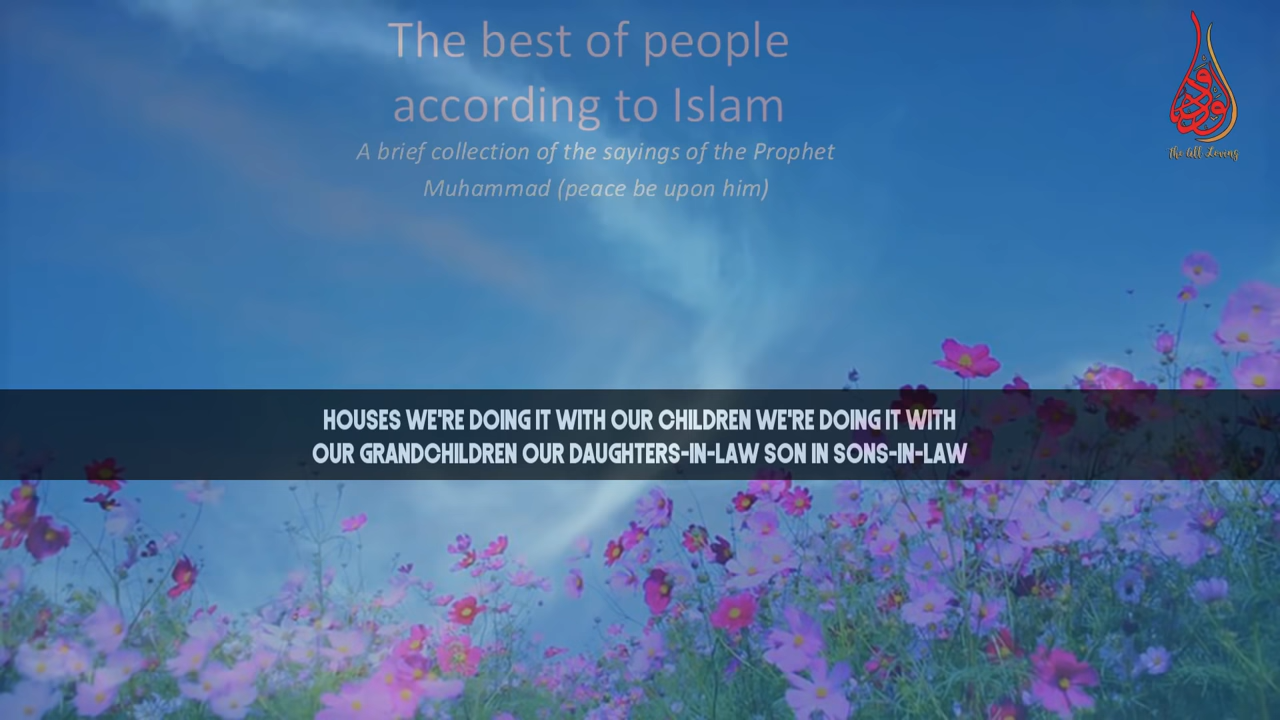 The best of people
according to Islam
A brief collection of the sayings of the Prophet
Muhammad (peace be upon him)
The All Loving
HOUSES WE'RE DOING IT WITH OUR CHILDREN WE'RE DOING IT WITH
OUR GRANDCHILDREN OUR DAUGHTERS-IN-LAW SON IN SONS-IN-LAW